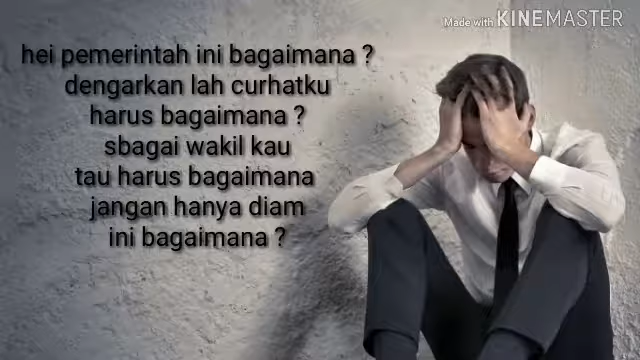 Made with KINEMASTER
hei pemerintah ini bagaimana ?
dengarkan lah curhatku
harus bagaimana ?
sbagai wakil kau
tau harus bagaimana
jangan hanya diam
ini bagaimana ?